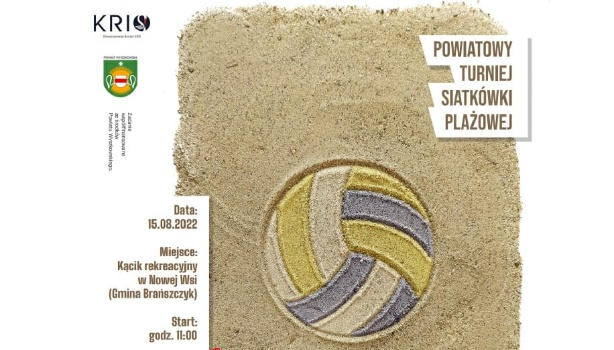 KRIS
POWIAT WYSZKOWSKI
Zadanie
współfinansowane
ze środków
Powiatu Wyszkowskiego.
POWIATOWY
TURNIEJ
SIATKÓWKI
PLAŻOWEJ
Data:
15.08.2022
Miejsce:
Kącik rekreacyjny
w Nowej Wsi
(Gmina Brańszczyk)
Start:
godz. 11:00